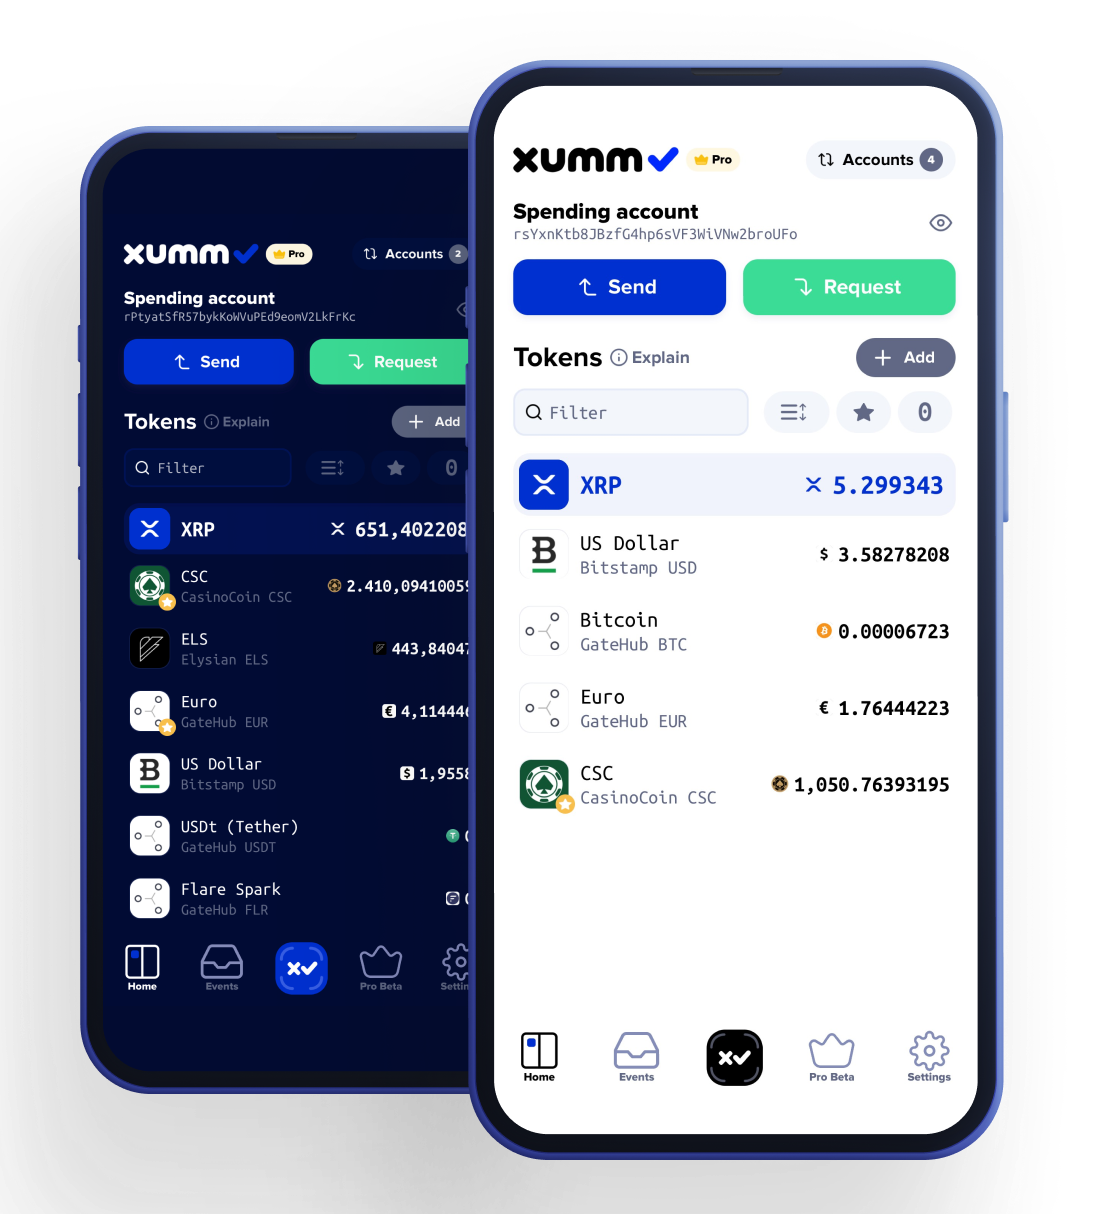 xumm Pro
Accounts 2
Spending account
rPtyatSfR57bykKoWVuPEd9eomV2LkFrKc
Send
Request
Tokens Explain
Add
Filter
0
XRP
651,402208
CSC
CasinoCoin CSC
2.410,09410059
ELS
Elysian ELS
443,84047
Euro
GateHub EUR
€ 4,114446
US Dollar
Bitstamp USD
$ 1,9558
USDt (Tether)
GateHub USDT
Flare Spark
GateHub FLR
Home
Events
Pro Beta
Settin
xumm Pro
Accounts 4
Spending account
rsYxnKtb8JBzfG4hp6sVF3WiVNw2broUFo
Send
Request
Tokens Explain
Add
Filter
0
XRP
5.299343
US Dollar
Bitstamp USD
$ 3.58278208
Bitcoin
GateHub BTC
0.00006723
Euro
GateHub EUR
€ 1.76444223
CSC
CasinoCoin CSC
1,050.76393195
Home
Events
Pro Beta
Settings